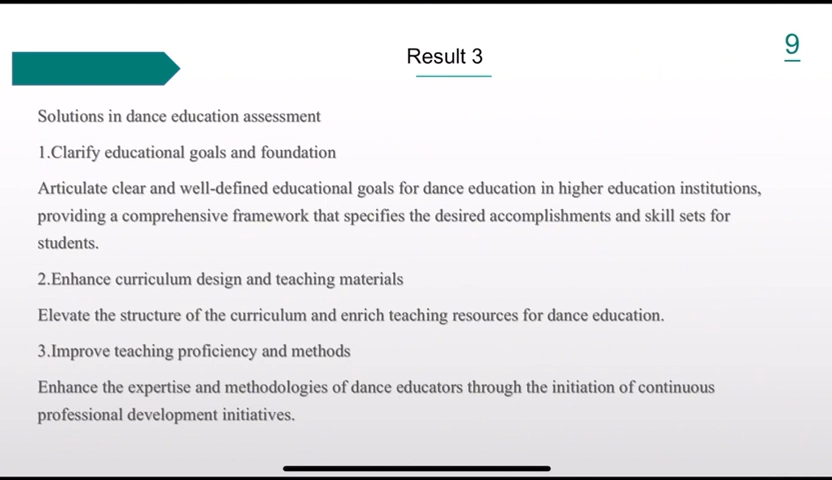 Result 3
9
Solutions in dance education assessment
1.Clarify educational goals and foundation
Articulate clear and well-defined educational goals for dance education in higher education institutions,
providing a comprehensive framework that specifies the desired accomplishments and skill sets for
students.
2.Enhance curriculum design and teaching materials
Elevate the structure of the curriculum and enrich teaching resources for dance education.
3.Improve teaching proficiency and methods
Enhance the expertise and methodologies of dance educators through the initiation of continuous
professional development initiatives.